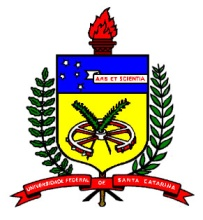 ARS ET SCIENTIA
UNIVERSIDADE FEDERAL DE SANTA CATARINA